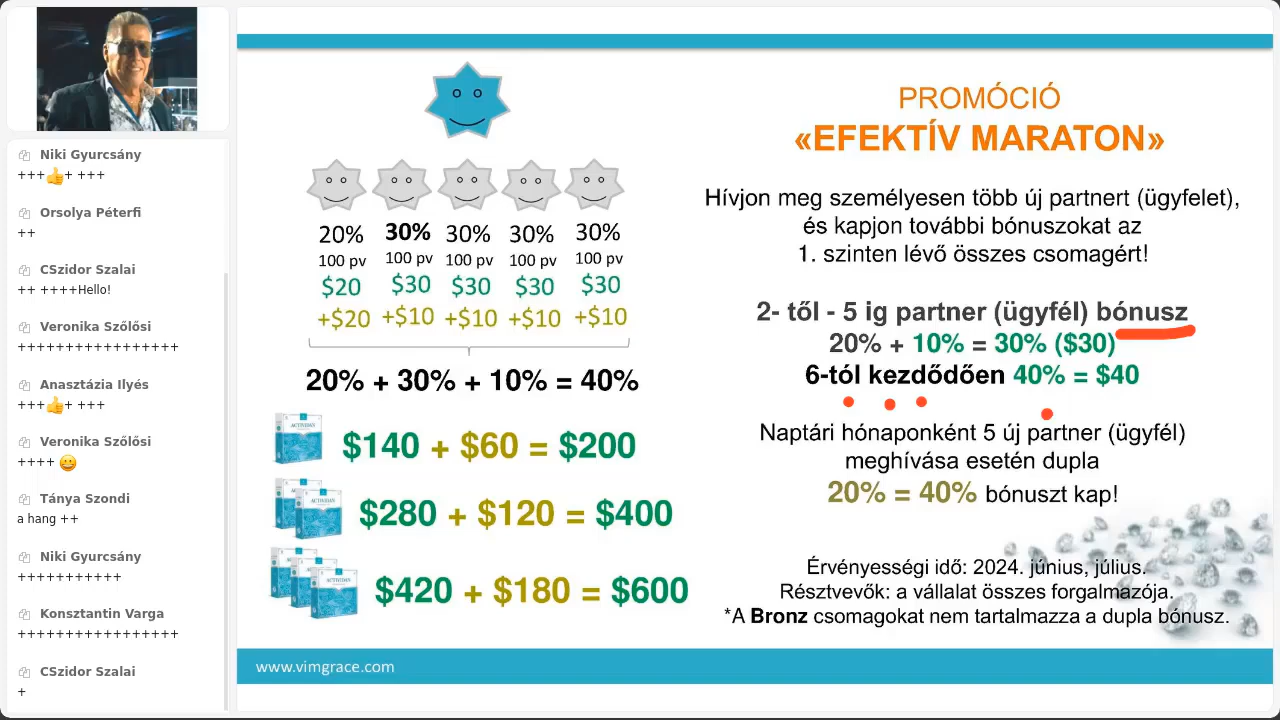 Niki Gyurcsány
+++👍+ +++
Orsolya Péterfi
++
CSzidor Szalai
++ ++++Hello!
Veronika Szőlősi
+++++++++++++++++
Anasztázia Ilyés
+++👍+ +++
Veronika Szőlősi
++++ 😀
Tánya Szondi
a hang ++
Niki Gyurcsány
+++++ ++++++
Konsztantin Varga
+++++++++++++++++
CSzidor Szalai
+
20% 30% 30% 30% 30%
100 pv 100 pv 100 pv 100 pv 100 pv
$20 $30 $30 $30 $30
+$20 +$10 +$10 +$10 +$10
20% + 30% + 10% = 40%
ACTIVIDAN $140 + $60 = $200
ACTIVIDAN $280 + $120 = $400
ACTIVIDAN $420 + $180 = $600
PROMÓCIÓ
«EFEKTÍV MARATON»
Hívjon meg személyesen több új partnert (ügyfelet),
és kapjon további bónuszokat az
1. szinten lévő összes csomagért!
2- től - 5 ig partner (ügyfél) bónusz
20% + 10% = 30% ($30)
6-tól kezdődően 40% = $40
Naptári hónaponként 5 új partner (ügyfél)
meghívása esetén dupla
20% = 40% bónuszt kap!
Érvényességi idő: 2024. június, július.
Résztvevők: a vállalat összes forgalmazója.
*A Bronz csomagokat nem tartalmazza a dupla bónusz.
www.vimgrace.com